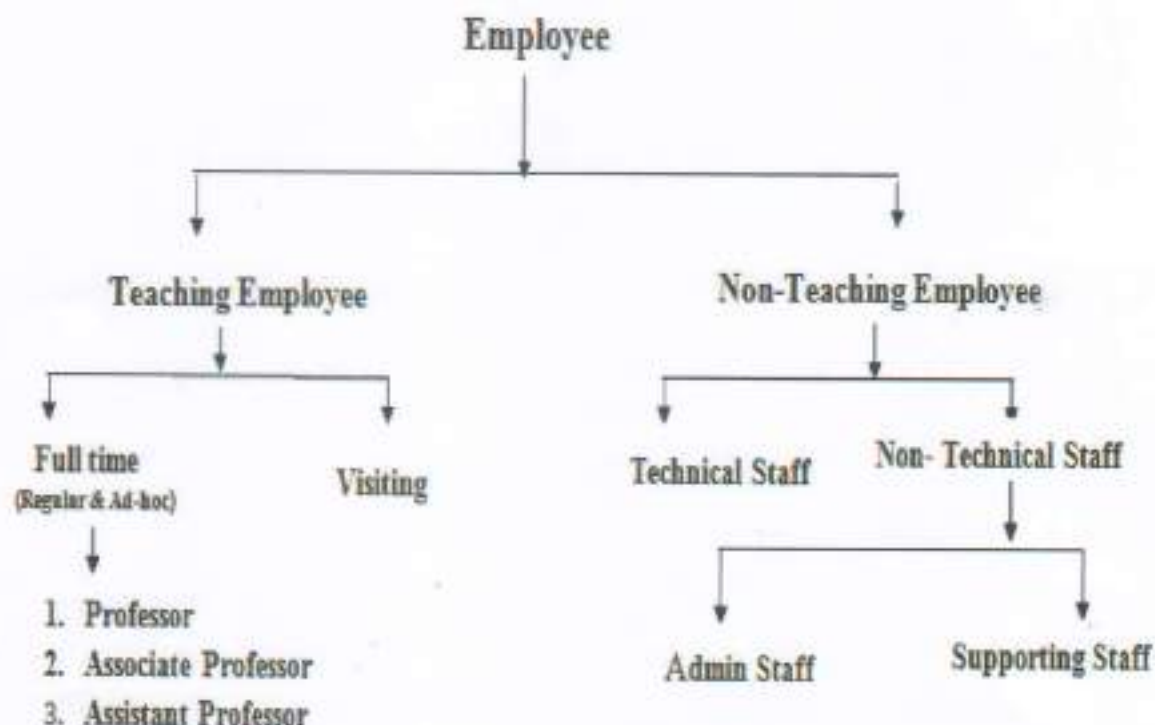 Employee
Teaching Employee
Non-Teaching Employee
Full time
(Regular & Ad-hoc)
Visiting
Technical Staff
Non- Technical Staff
1. Professor
2. Associate Professor
3. Assistant Professor
Admin Staff
Supporting Staff